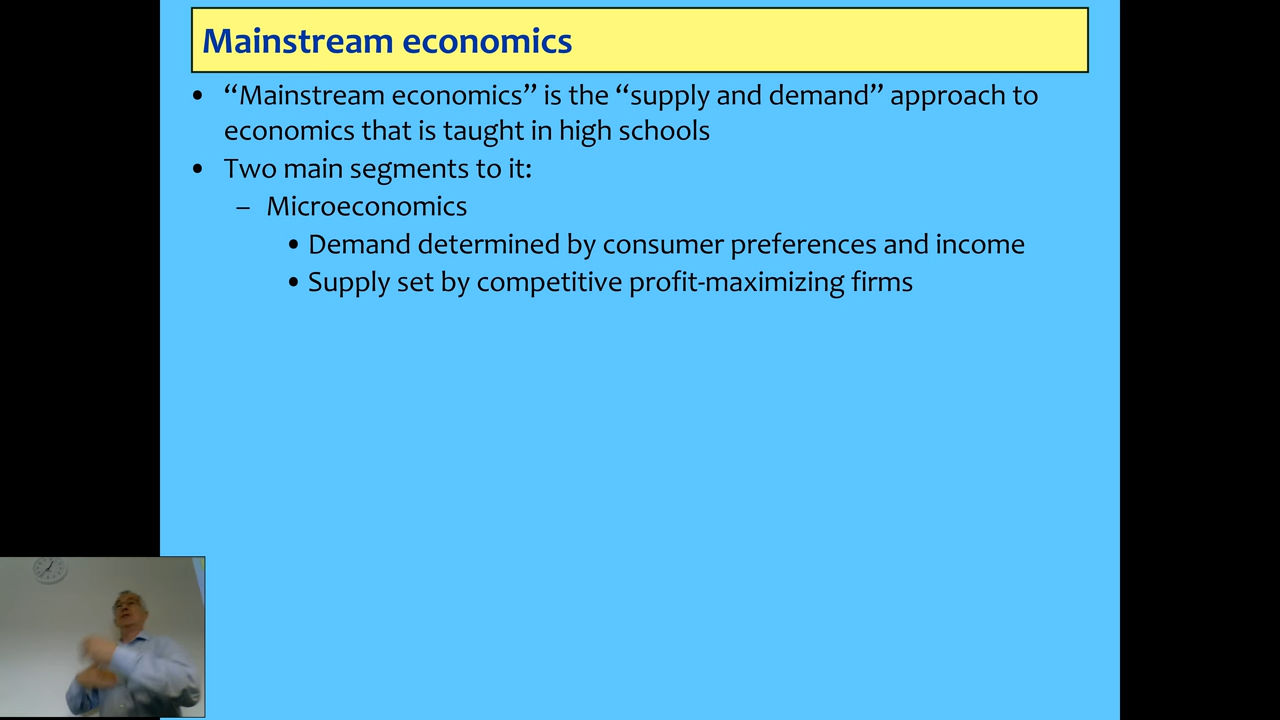 Mainstream economics
• “Mainstream economics” is the “supply and demand” approach to
economics that is taught in high schools
• Two main segments to it:
– Microeconomics
• Demand determined by consumer preferences and income
• Supply set by competitive profit-maximizing firms